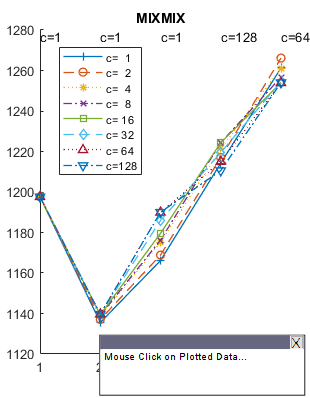 MIXMIX
c=1 c=1 c=1 c=128 c=64
1280
1260
1240
1220
1200
1180
1160
1140
1120
c= 1
c= 2
c= 4
c= 8
c= 16
c= 32
c= 64
c=128
1
Mouse Click on Plotted Data...